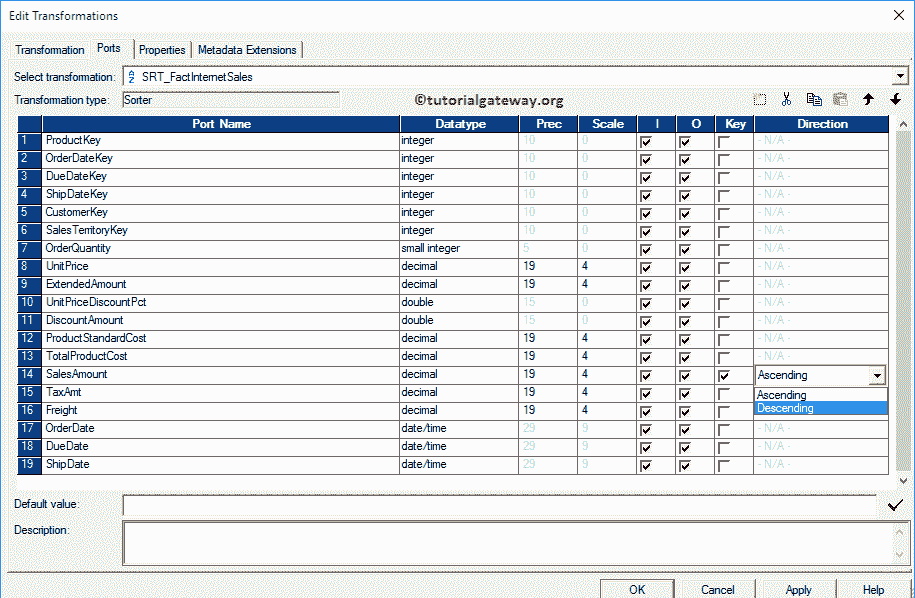 Edit Transformations
Transformation Ports Properties Metadata Extensions
Select transformation: SRT_FactInternetSales
Transformation type: Sorter ©tutorialgateway.org
Port Name Datatype Prec Scale I O Key Direction
1 ProductKey integer 10 0 - N/A -
2 OrderDateKey integer 10 0 - N/A -
3 DueDateKey integer 10 0 - N/A -
4 ShipDateKey integer 10 0 - N/A -
5 CustomerKey integer 10 0 - N/A -
6 SalesTerritoryKey integer 10 0 - N/A -
7 OrderQuantity small integer 5 0 - N/A -
8 UnitPrice decimal 19 4 - N/A -
9 ExtendedAmount decimal 19 4 - N/A -
10 UnitPriceDiscountPct double 15 0 - N/A -
11 DiscountAmount double 15 0 - N/A -
12 ProductStandardCost decimal 19 4 - N/A -
13 TotalProductCost decimal 19 4 - N/A -
14 SalesAmount decimal 19 4 Ascending
15 TaxAmt decimal 19 4 Ascending
16 Freight decimal 19 4 Descending
17 OrderDate date/time 29 9 - N/A -
18 DueDate date/time 29 9 - N/A -
19 ShipDate date/time 29 9 - N/A -
Default value:
Description:
OK Cancel Apply Help